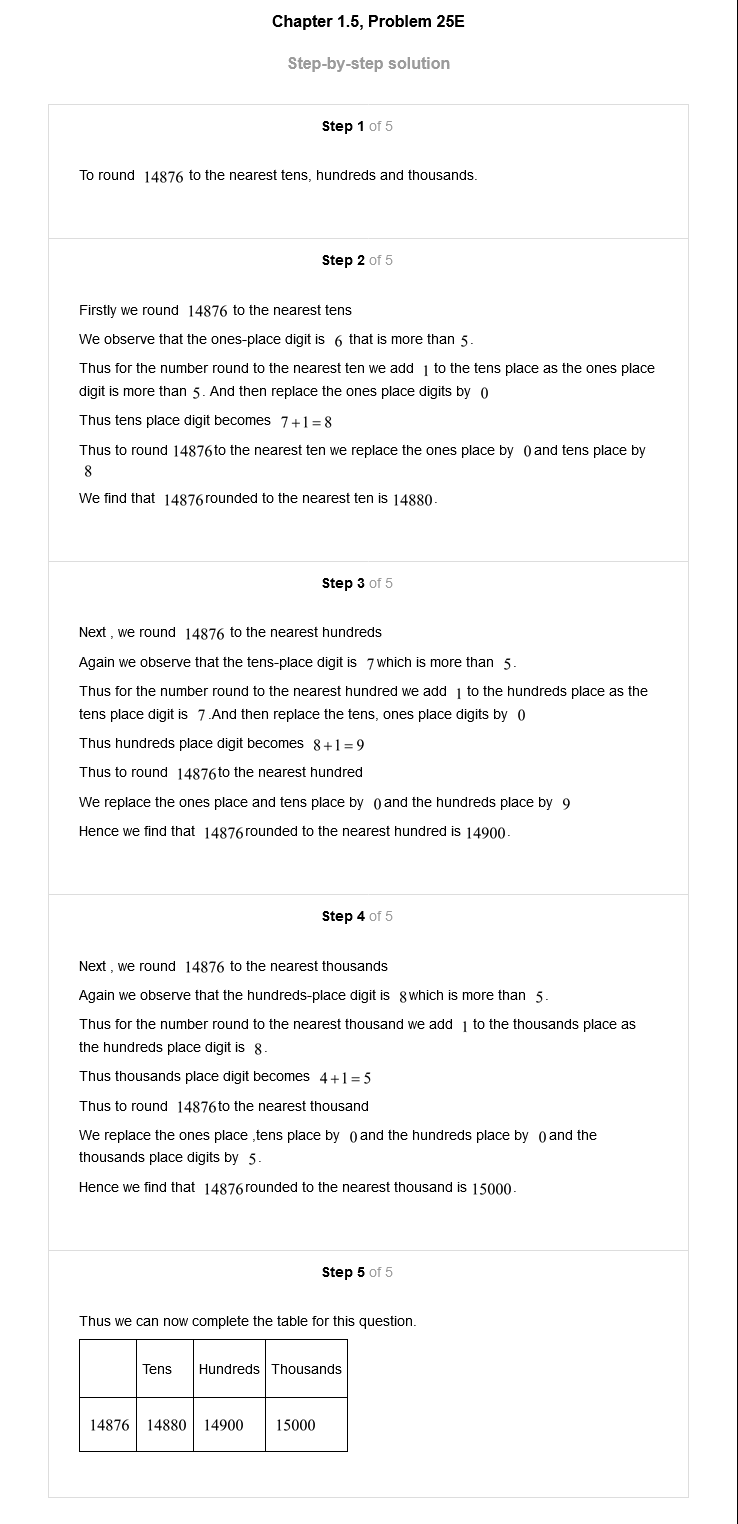 Chapter 1.5, Problem 25E
Step-by-step solution
Step 1 of 5
To round 14876 to the nearest tens, hundreds and thousands.
Step 2 of 5
Firstly we round 14876 to the nearest tens
We observe that the ones-place digit is 6 that is more than 5.
Thus for the number round to the nearest ten we add 1 to the tens place as the ones place
digit is more than 5. And then replace the ones place digits by 0
Thus tens place digit becomes 7+1=8
Thus to round 14876 to the nearest ten we replace the ones place by 0 and tens place by
8
We find that 14876 rounded to the nearest ten is 14880.
Step 3 of 5
Next , we round 14876 to the nearest hundreds
Again we observe that the tens-place digit is 7 which is more than 5.
Thus for the number round to the nearest hundred we add 1 to the hundreds place as the
tens place digit is 7.And then replace the tens, ones place digits by 0
Thus hundreds place digit becomes 8+1=9
Thus to round 14876 to the nearest hundred
We replace the ones place and tens place by 0 and the hundreds place by 9
Hence we find that 14876 rounded to the nearest hundred is 14900.
Step 4 of 5
Next , we round 14876 to the nearest thousands
Again we observe that the hundreds-place digit is 8 which is more than 5.
Thus for the number round to the nearest thousand we add 1 to the thousands place as
the hundreds place digit is 8.
Thus thousands place digit becomes 4+1=5
Thus to round 14876 to the nearest thousand
We replace the ones place ,tens place by 0 and the hundreds place by 0 and the
thousands place digits by 5.
Hence we find that 14876 rounded to the nearest thousand is 15000.
Step 5 of 5
Thus we can now complete the table for this question.
Tens Hundreds Thousands
14876 14880 14900 15000